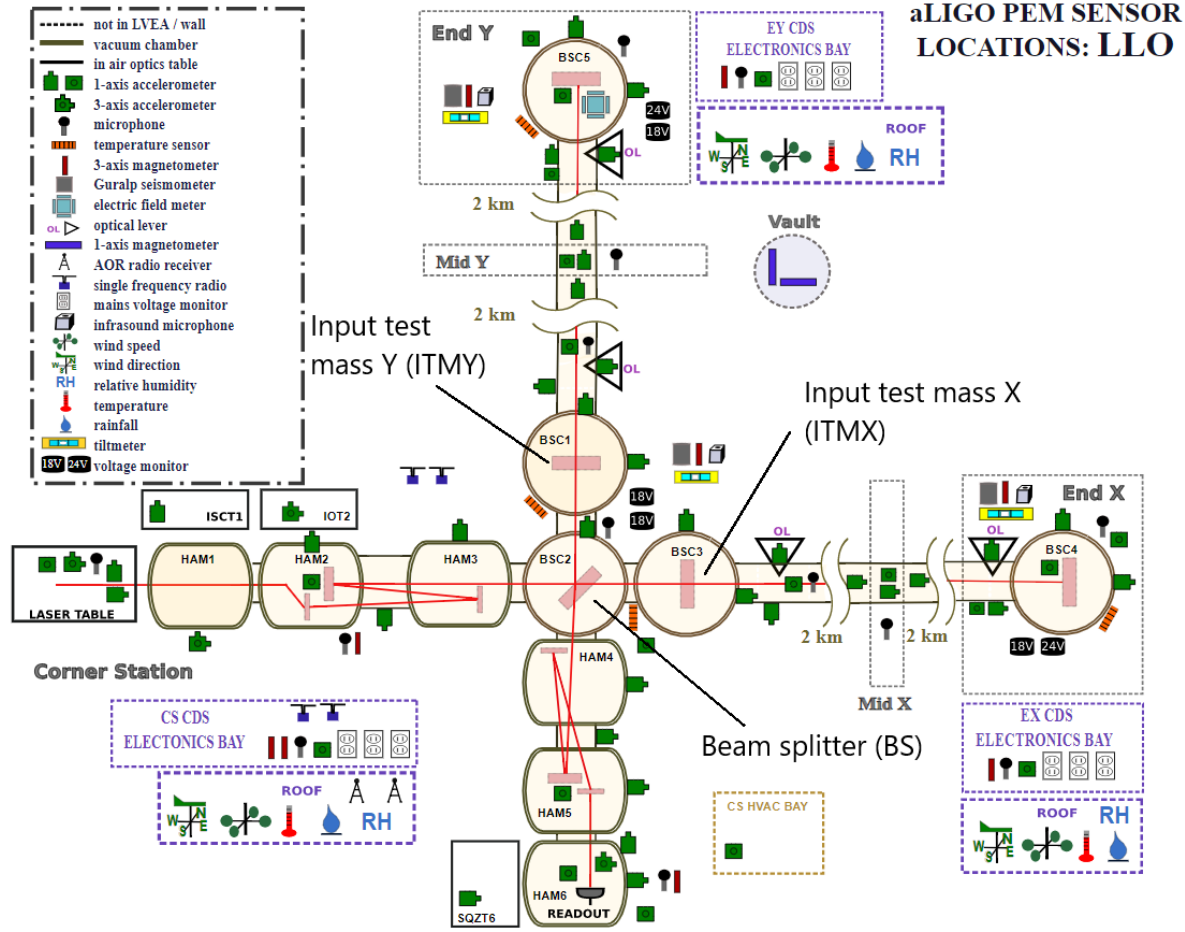 aLIGO PEM SENSOR
LOCATIONS: LLO
not in LVEA / wall
vacuum chamber
in air optics table
1-axis accelerometer
3-axis accelerometer
microphone
temperature sensor
3-axis magnetometer
Guralp seismometer
electric field meter
OL optical lever
1-axis magnetometer
AOR radio receiver
single frequency radio
mains voltage monitor
infrasound microphone
wind speed
N W E S wind direction
RH relative humidity
temperature
rainfall
tiltmeter
18V 24V voltage monitor
End Y
BSC5
24V
18V
OL
EY CDS
ELECTRONICS BAY
ROOF
N W E S
RH
2 km
Mid Y
2 km
Vault
Input test
mass Y (ITMY)
OL
BSC1
18V
18V
Input test mass X
(ITMX)
ISCT1
IOT2
LASER TABLE
HAM1
HAM2
HAM3
BSC2
BSC3
OL
2 km
2 km
Mid X
End X
OL
BSC4
18V 24V
Corner Station
HAM4
HAM5
HAM6
READOUT
SQZT6
Beam splitter (BS)
CS CDS
ELECTONICS BAY
ROOF
N W E S
RH
CS HVAC BAY
EX CDS
ELECTRONICS BAY
ROOF
RH
N W E S